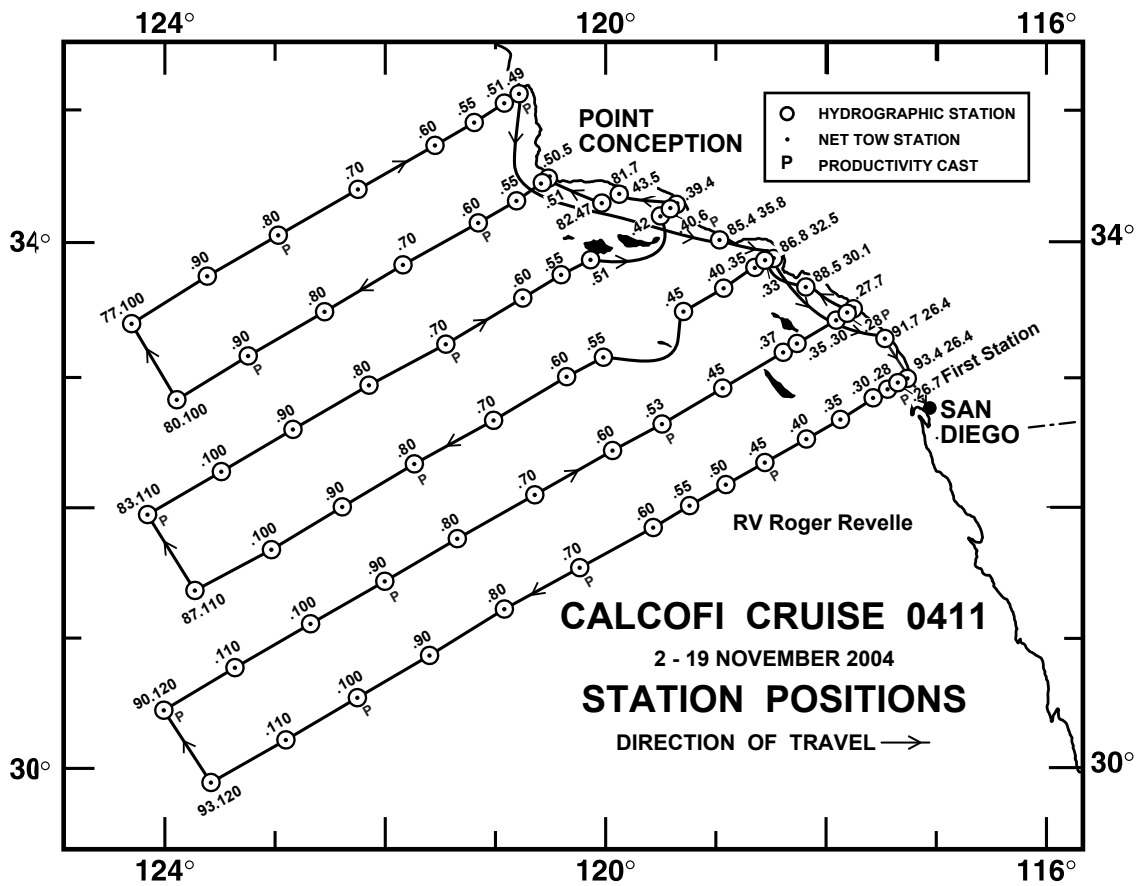 124° 120° 116°
POINT
CONCEPTION
HYDROGRAPHIC STATION
NET TOW STATION
P PRODUCTIVITY CAST
34° 34°
30° 30°
.49
.51
.55
.60
.70
.80
P
.90
77.100
P
.50.5
.51
.55
.60
P
.70
.80
.90
P
80.100
81.7
43.5
82.47
.39.4
40.6
.42
P
85.4 35.8
86.8 32.5
88.5 30.1
.27.7
P
91.7 26.4
93.4 26.4
First Station
.26.7
P
SAN
DIEGO
.51
.55
.60
.70
P
.80
.90
.100
83.110
P
.33
.35
.40
.45
.55
.60
.70
.80
P
.90
.100
87.110
.28
.30
.35
.37
.45
.53
P
.60
.70
.80
.90
P
.100
.110
90.120
P
.28
.30
.35
.40
.45
P
.50
.55
.60
.70
P
.80
.90
.100
P
.110
93.120
RV Roger Revelle
CALCOFI CRUISE 0411
2 - 19 NOVEMBER 2004
STATION POSITIONS
DIRECTION OF TRAVEL
124° 120° 116°